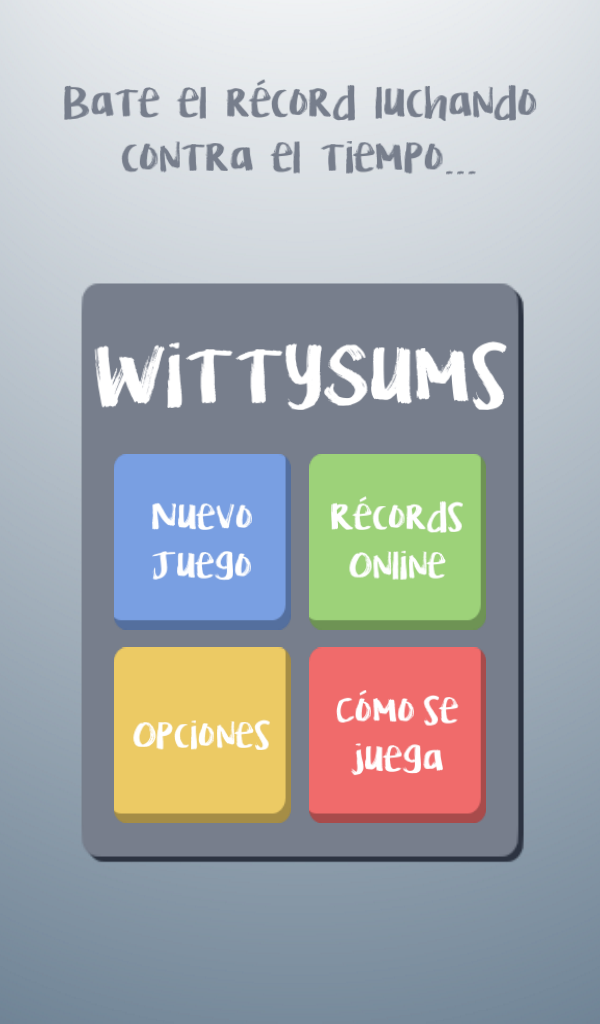 Bate el récord luchando
contra el tiempo...
WiTTYSUMS
Nuevo
Juego
Récords
Online
Opciones
Cómo se
juega